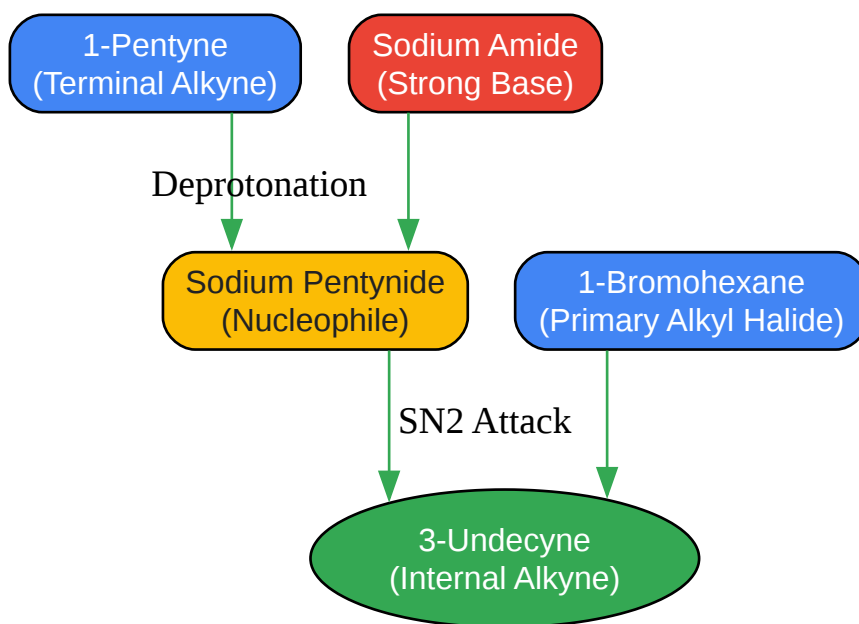 1-Pentyne
(Terminal Alkyne)
Sodium Amide
(Strong Base)
Deprotonation
Sodium Pentynide
(Nucleophile)
1-Bromohexane
(Primary Alkyl Halide)
SN2 Attack
3-Undecyne
(Internal Alkyne)